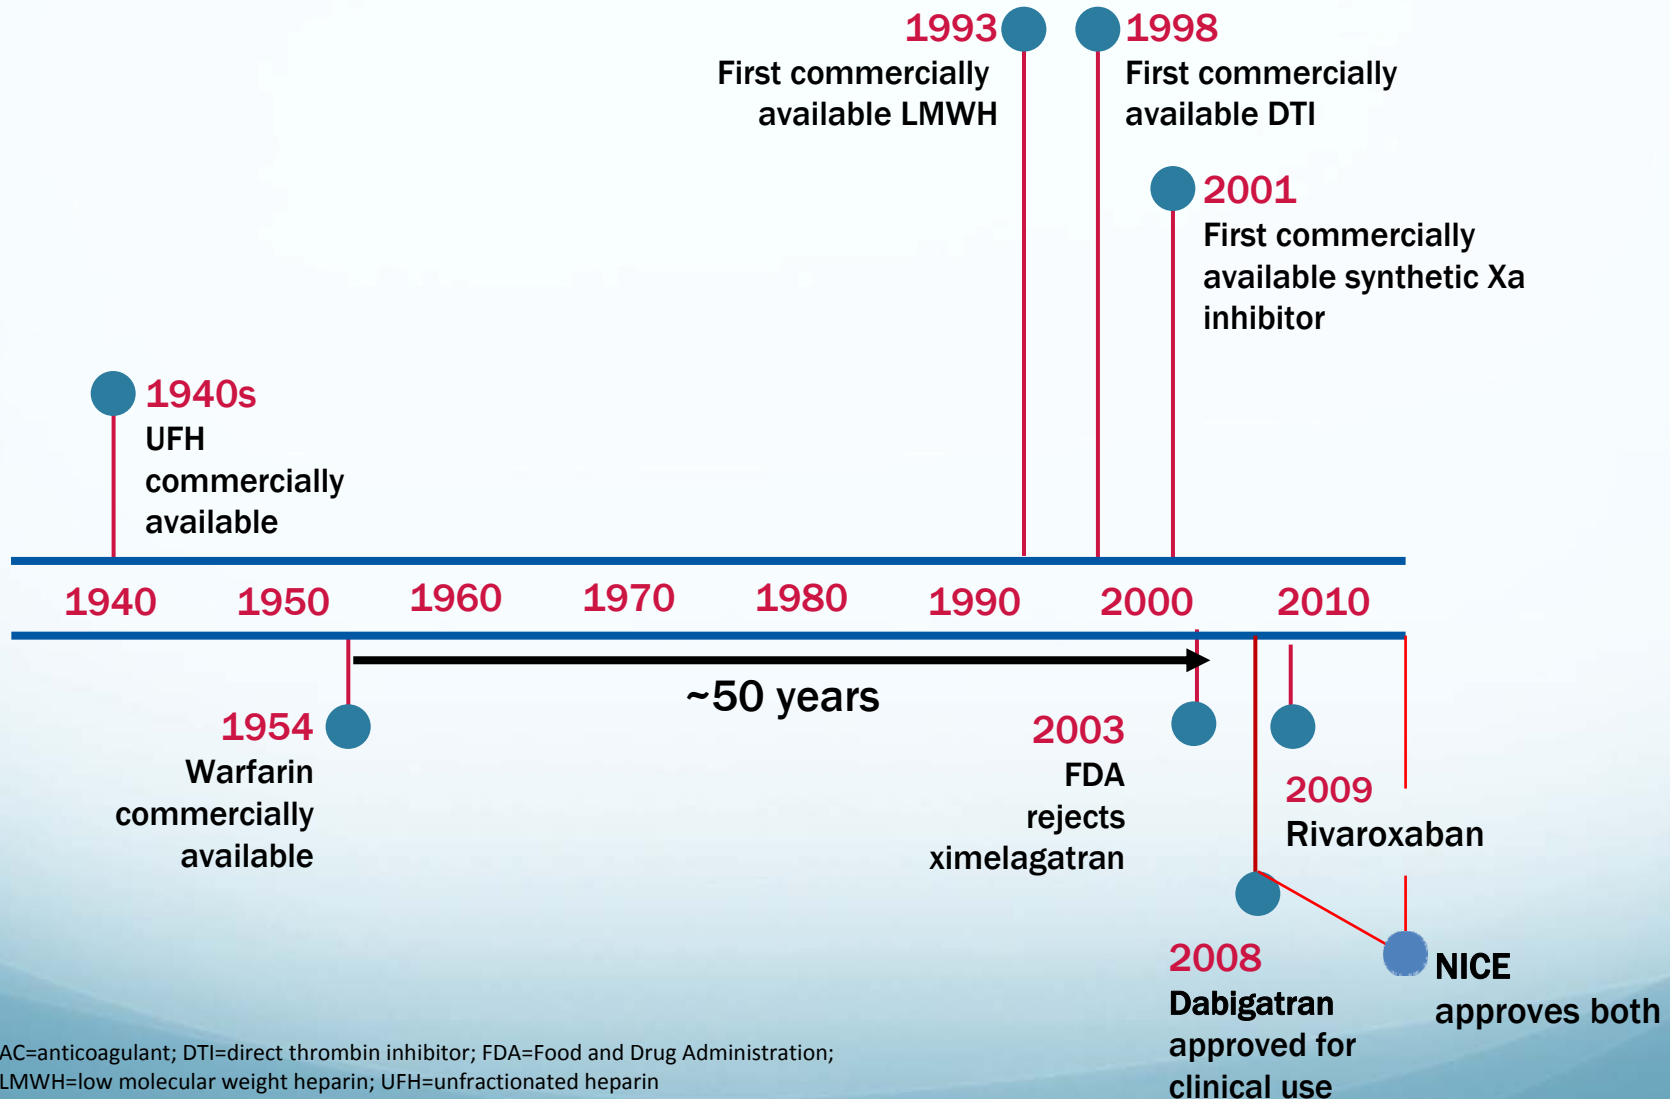 1993
First commercially
available LMWH
1998
First commercially
available DTI
2001
First commercially
available synthetic Xa
inhibitor
1940s
UFH
commercially
available
1940 1950 1960 1970 1980 1990 2000 2010
~50 years
1954
Warfarin
commercially
available
2003
FDA
rejects
ximelagatran
2009
Rivaroxaban
2008
Dabigatran
approved for
clinical use
NICE
approves both
AC=anticoagulant; DTI=direct thrombin inhibitor; FDA=Food and Drug Administration;
LMWH=low molecular weight heparin; UFH=unfractionated heparin